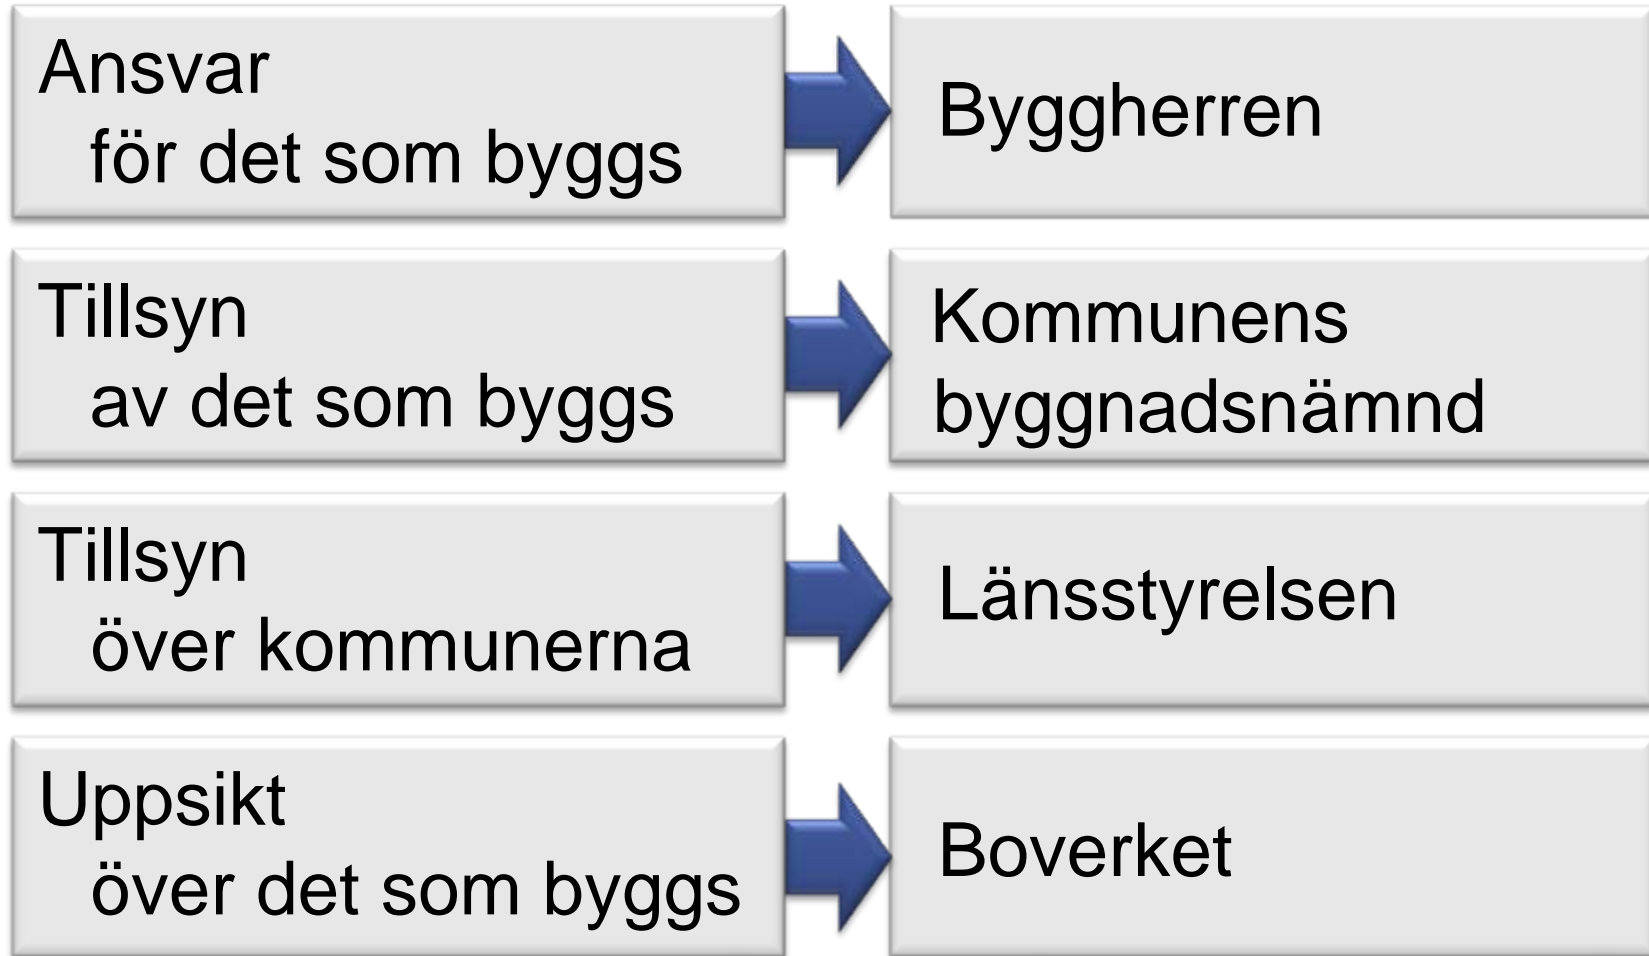 Ansvar
för det som byggs
Byggherren
Tillsyn
av det som byggs
Kommunens
byggnadsnämnd
Tillsyn
över kommunerna
Länsstyrelsen
Uppsikt
över det som byggs
Boverket